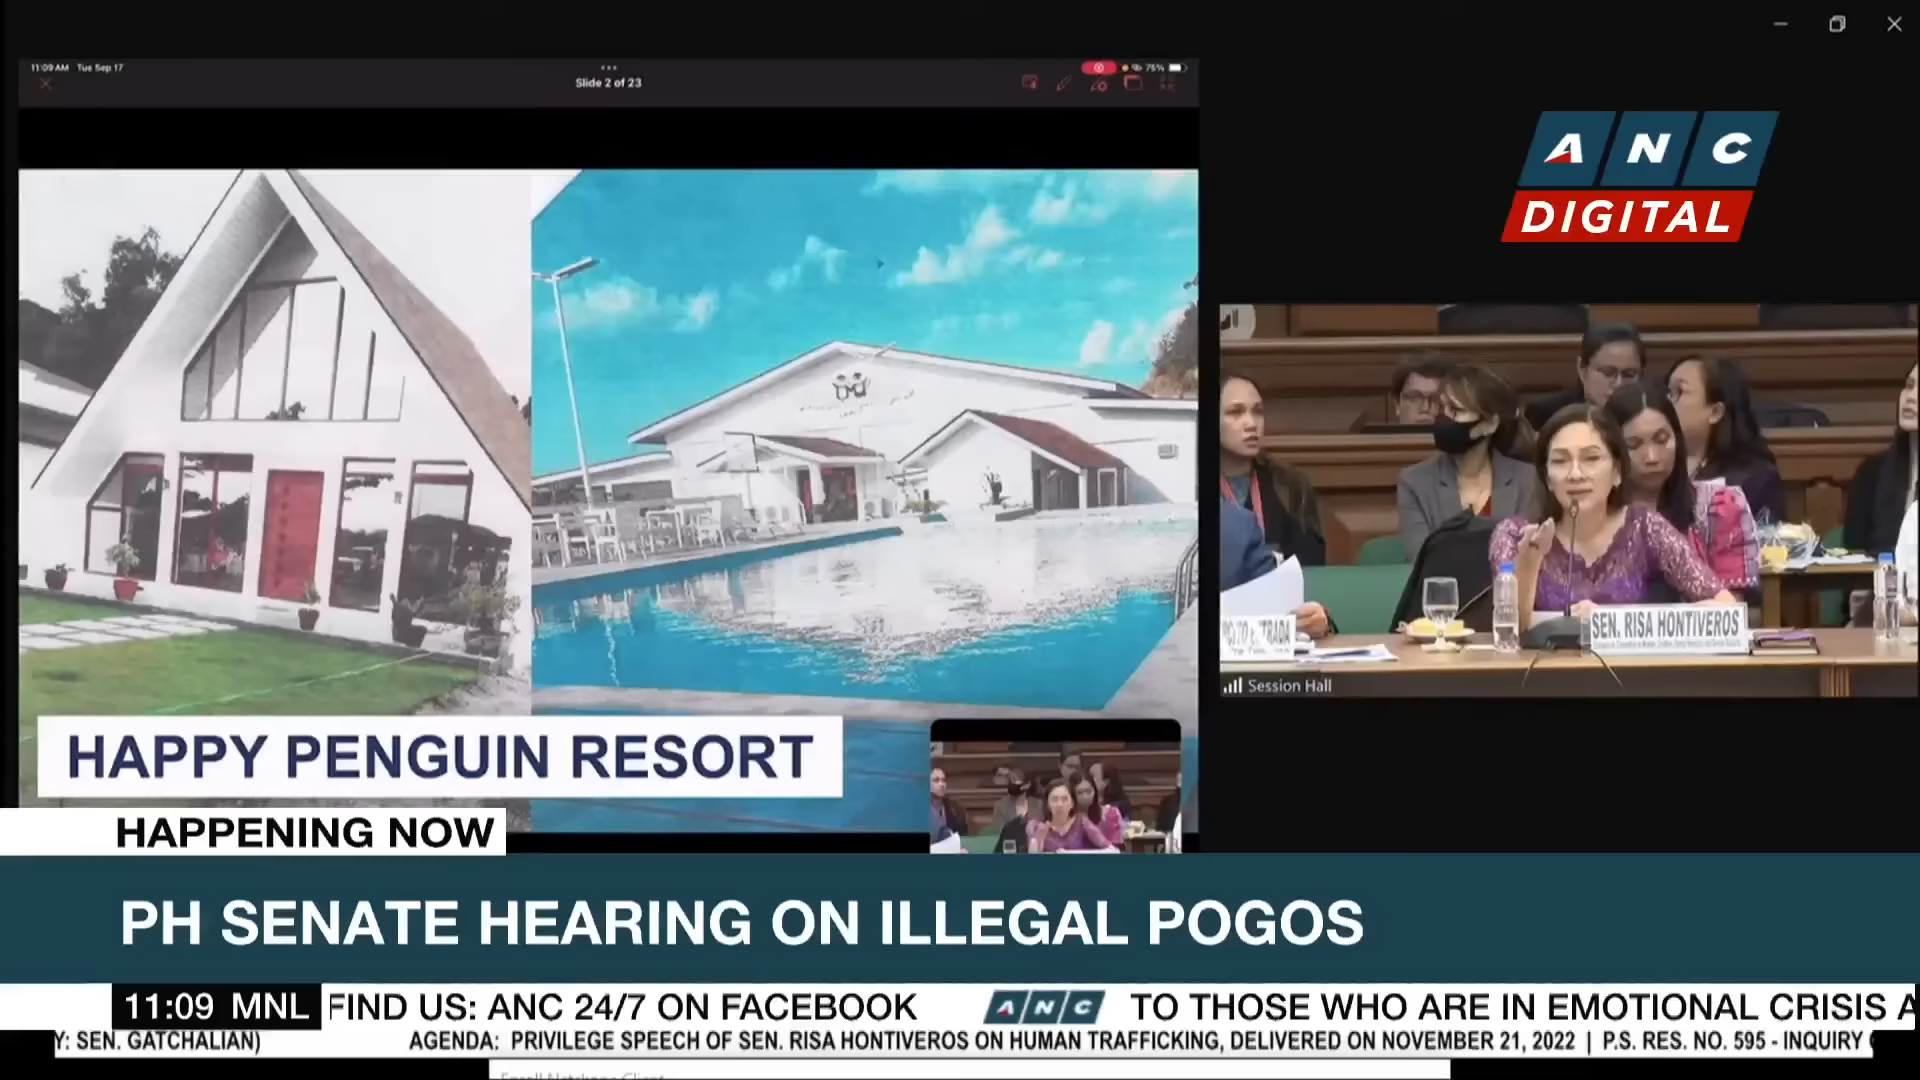 11:09 AM Tue Sep 17
Slide 2 of 23
75%
ANC
DIGITAL
SEN. RISA HONTIVEROS
Session Hall
HAPPY PENGUIN RESORT
HAPPENING NOW
PH SENATE HEARING ON ILLEGAL POGOS
11:09 MNL FIND US: ANC 24/7 ON FACEBOOK ANC TO THOSE WHO ARE IN EMOTIONAL CRISIS A
Y: SEN. GATCHALIAN) AGENDA: PRIVILEGE SPEECH OF SEN. RISA HONTIVEROS ON HUMAN TRAFFICKING, DELIVERED ON NOVEMBER 21, 2022 | P.S. RES. NO. 595 - INQUIRY